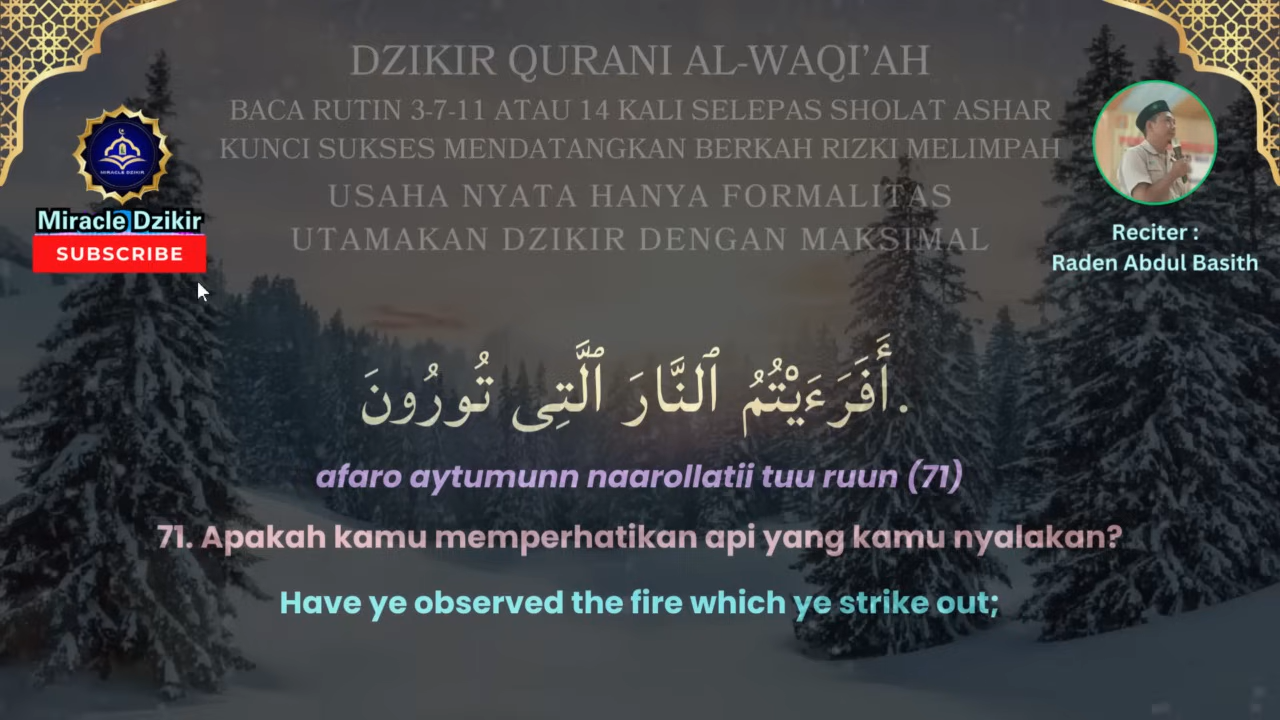 DZIKIR QURANI AL-WAQI'AH
BACA RUTIN 3-7-11 ATAU 14 KALI SELEPAS SHOLAT ASHAR
KUNCI SUKSES MENDATANGKAN BERKAH RIZKI MELIMPAH
USAHA NYATA HANYA FORMALITAS
UTAMAKAN DZIKIR DENGAN MAKSIMAL
MIRACLE DZIKIR
Miracle Dzikir
SUBSCRIBE
Reciter :
Raden Abdul Basith
.أَفَرَءَيْتُمُ ٱلنَّارَ ٱلَّتِى تُورُونَ
afaro aytumunn naarollatii tuu ruun (71)
71. Apakah kamu memperhatikan api yang kamu nyalakan?
Have ye observed the fire which ye strike out;